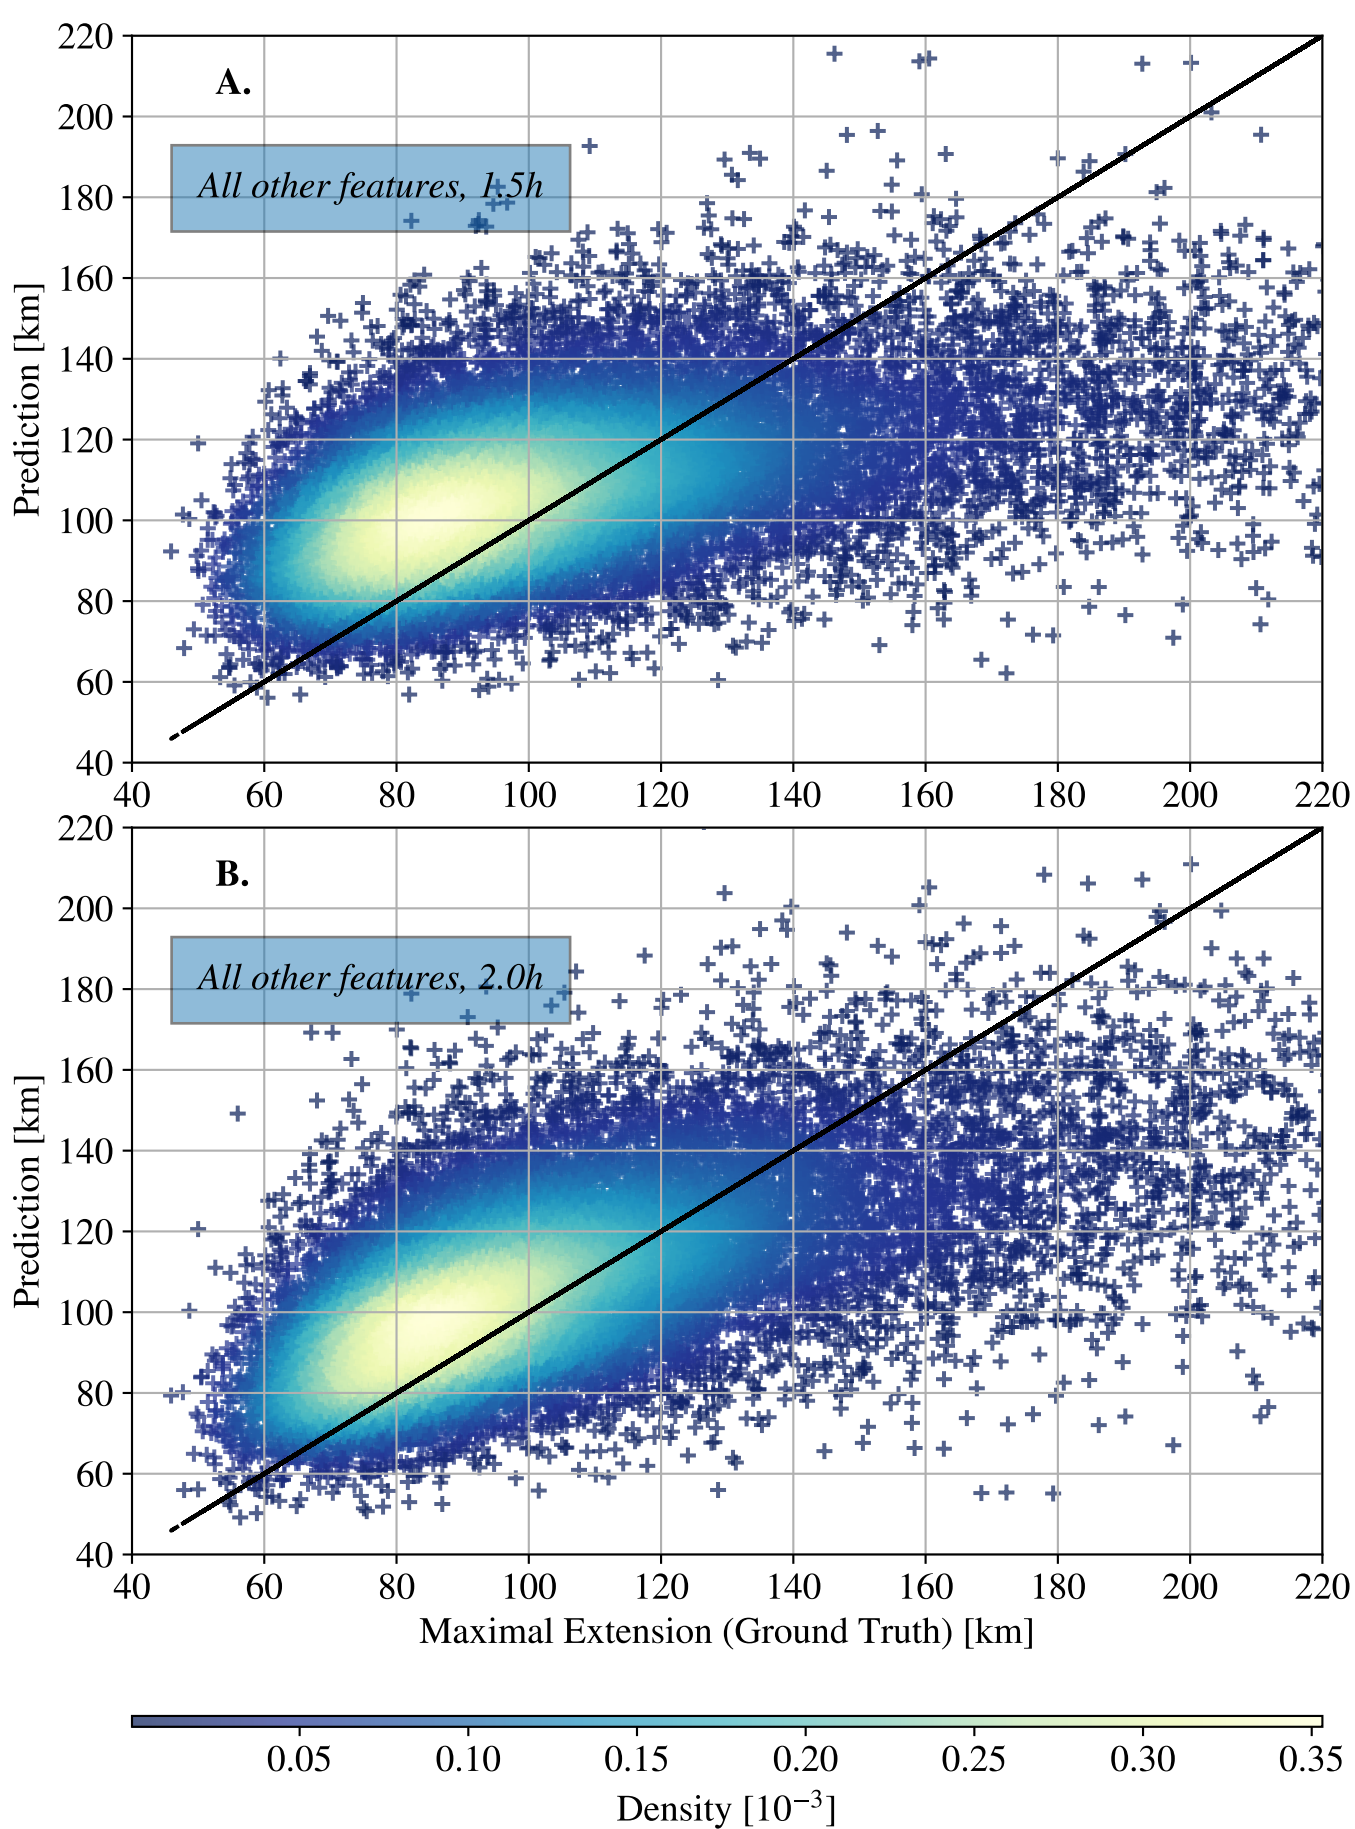 220
A.
200
All other features, 1.5h
180
160
140
120
100
80
60
40
Prediction [km]
40 60 80 100 120 140 160 180 200 220
220
B.
200
All other features, 2.0h
180
160
140
120
100
80
60
40
Prediction [km]
40 60 80 100 120 140 160 180 200 220
Maximal Extension (Ground Truth) [km]
0.05 0.10 0.15 0.20 0.25 0.30 0.35
Density [10⁻³]